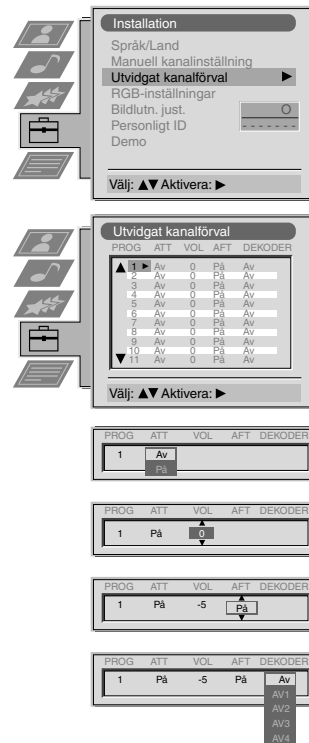 Installation
Språk/Land
Manuell kanalinställning
Utvidgat kanalförval
RGB-inställningar
Bildlutn. just. O
Personligt ID - - - - - - -
Demo
Välj: ▲▼ Aktivera: ►
Utvidgat kanalförval
PROG ATT VOL AFT DEKODER
1 Av 0 På Av
2 Av 0 På Av
3 Av 0 På Av
4 Av 0 På Av
5 Av 0 På Av
6 Av 0 På Av
7 Av 0 På Av
8 Av 0 På Av
9 Av 0 På Av
10 Av 0 På Av
11 Av 0 På Av
Välj: ▲▼ Aktivera: ►
PROG ATT VOL AFT DEKODER
1 Av
På
PROG ATT VOL AFT DEKODER
1 På 0
PROG ATT VOL AFT DEKODER
1 På -5 På
PROG ATT VOL AFT DEKODER
1 På -5 På Av
AV1
AV2
AV3
AV4